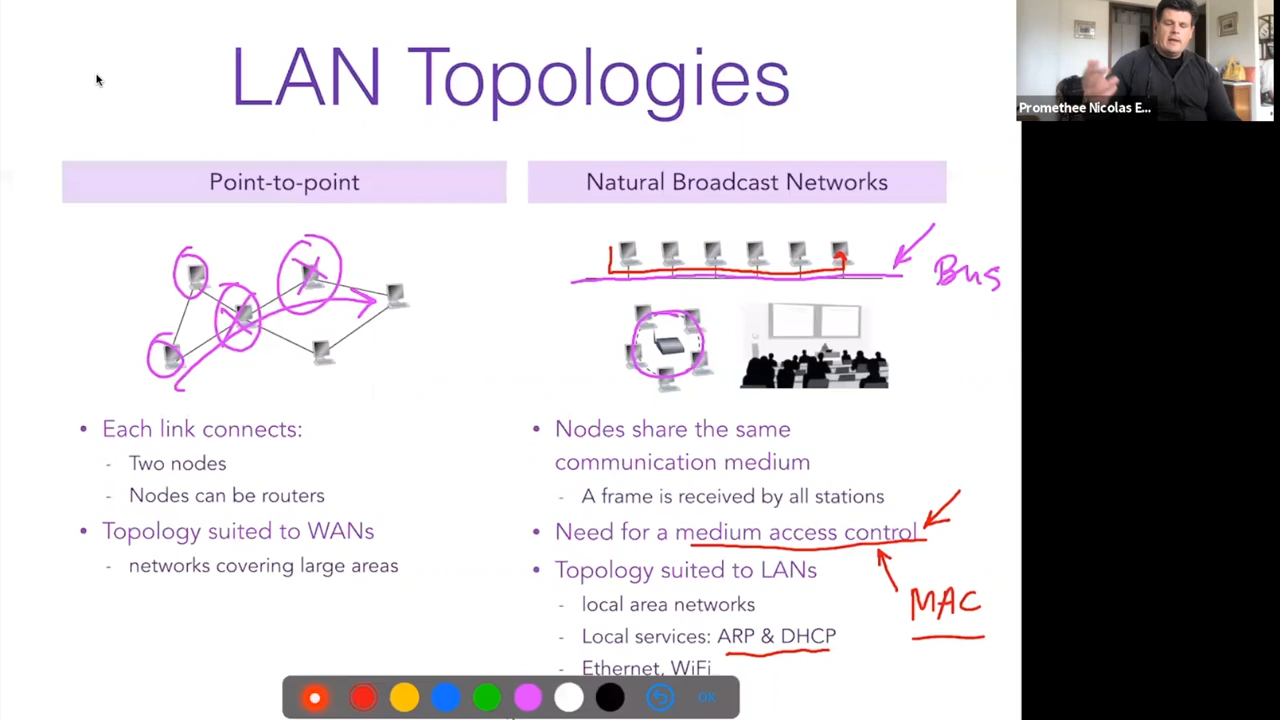 LAN Topologies
Promethee Nicolas E...
Point-to-point
Natural Broadcast Networks
Bus
• Each link connects:
- Two nodes
- Nodes can be routers
• Topology suited to WANs
- networks covering large areas
• Nodes share the same
communication medium
- A frame is received by all stations
• Need for a medium access control
• Topology suited to LANs
- local area networks
- Local services: ARP & DHCP
- Ethernet, WiFi
MAC
OK